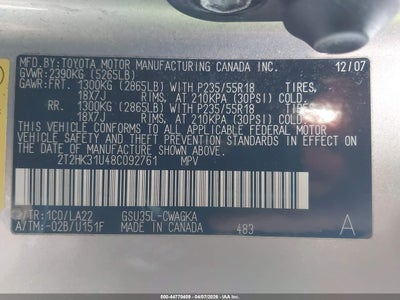 MFD.BY:TOYOTA MOTOR MANUFACTURING CANADA INC. 12/07
GVWR:2390KG (5265LB)
GAWR:FRT. 1300KG (2865LB) WITH P235/55R18 TIRES,
18X7J RIMS, AT 210KPA (30PSI) COLD.
RR. 1300KG (2865LB) WITH P235/55R18 TIRES,
18X7J RIMS, AT 210KPA (30PSI) COLD.
THIS VEHICLE CONFORMS TO ALL APPLICABLE FEDERAL MOTOR
VEHICLE SAFETY AND THEFT PREVENTION STANDARDS IN
EFFECT ON THE DATE OF MANUFACTURE SHOWN ABOVE.
2T2HK31U48C092761 MPV
/TR:1C0/LA22 GSU35L-CWAGKA A
A/TM:-02B/U151F 483
500-44770409 - 04/07/2026 - IAA Inc.